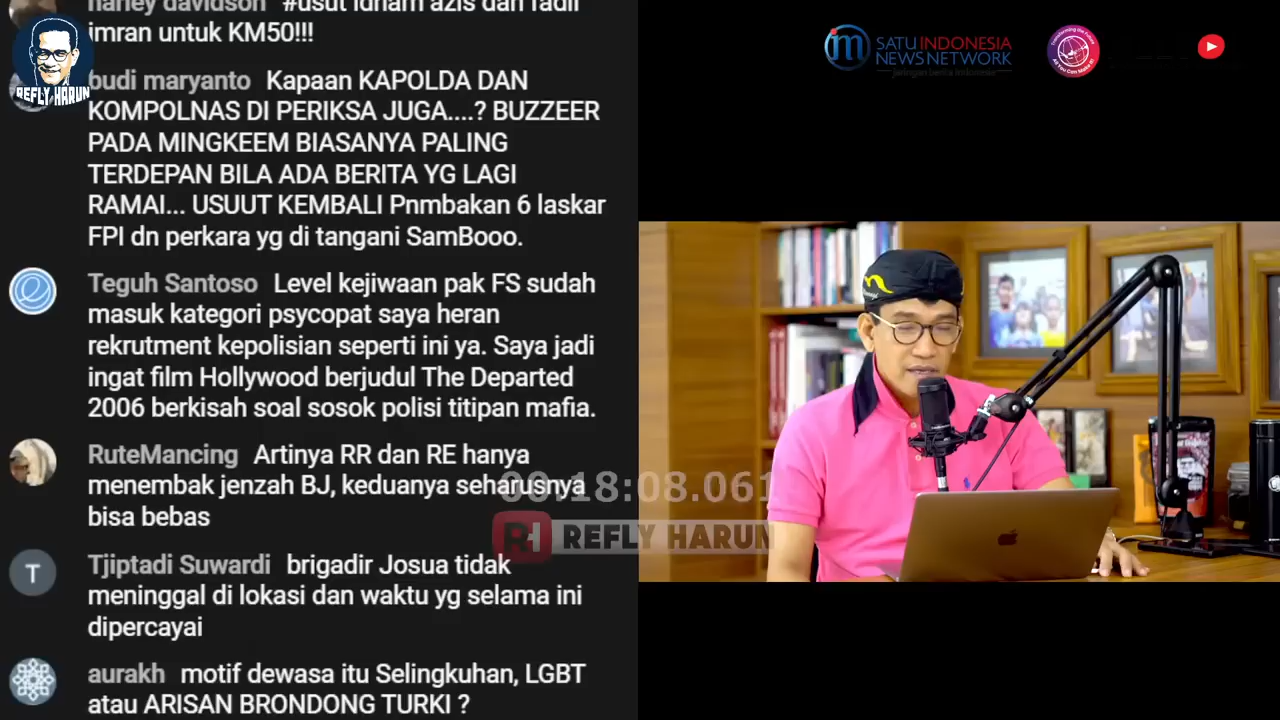 harley davidson #usut idham azis dan fadil
imran untuk KM50!!!
REFLY HARUN
budi maryanto Kapaan KAPOLDA DAN
KOMPOLNAS DI PERIKSA JUGA....? BUZZEER
PADA MINGKEEM BIASANYA PALING
TERDEPAN BILA ADA BERITA YG LAGI
RAMAI... USUUT KEMBALI Pnmbakan 6 laskar
FPI dn perkara yg di tangani SamBooo.
Teguh Santoso Level kejiwaan pak FS sudah
masuk kategori psycopat saya heran
rekrutment kepolisian seperti ini ya. Saya jadi
ingat film Hollywood berjudul The Departed
2006 berkisah soal sosok polisi titipan mafia.
RuteMancing Artinya RR dan RE hanya
menembak jenzah BJ, keduanya seharusnya
bisa bebas
T
Tjiptadi Suwardi brigadir Josua tidak
meninggal di lokasi dan waktu yg selama ini
dipercayai
aurakh motif dewasa itu Selingkuhan, LGBT
atau ARISAN BRONDONG TURKI ?
SATU INDONESIA
NEWS NETWORK
jaringan berita indonesia
00:18:08.061
RH REFLY HARUN